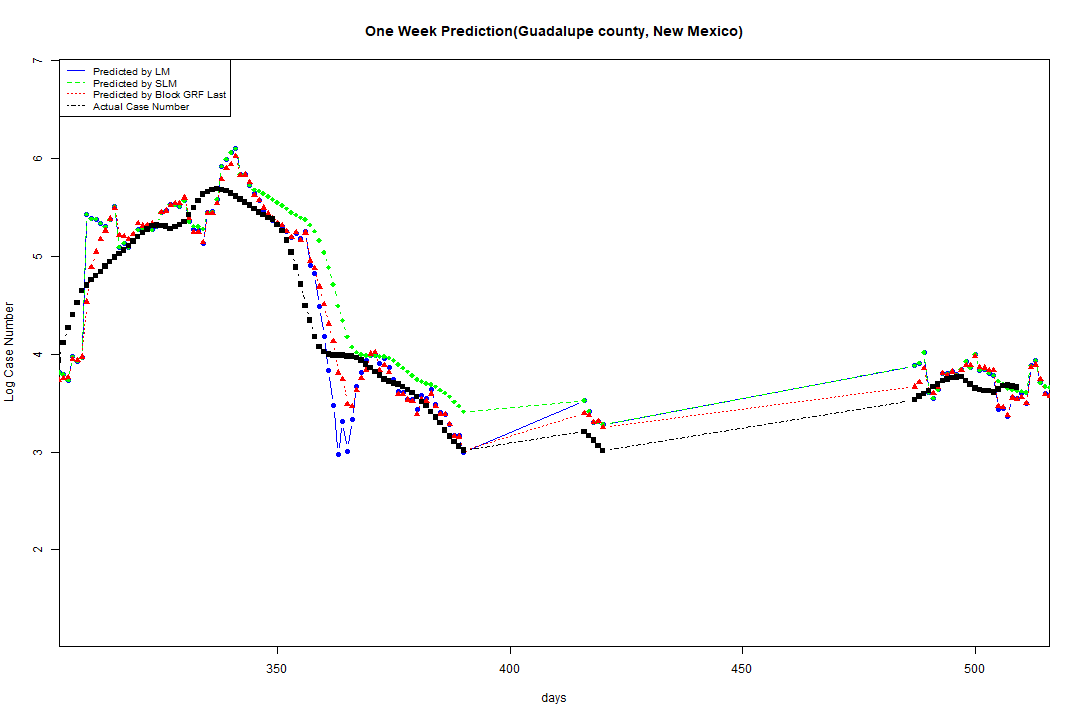 One Week Prediction(Guadalupe county, New Mexico)
Predicted by LM
Predicted by SLM
Predicted by Block GRF Last
Actual Case Number
Log Case Number
7
6
5
4
3
2
350 400 450 500
days